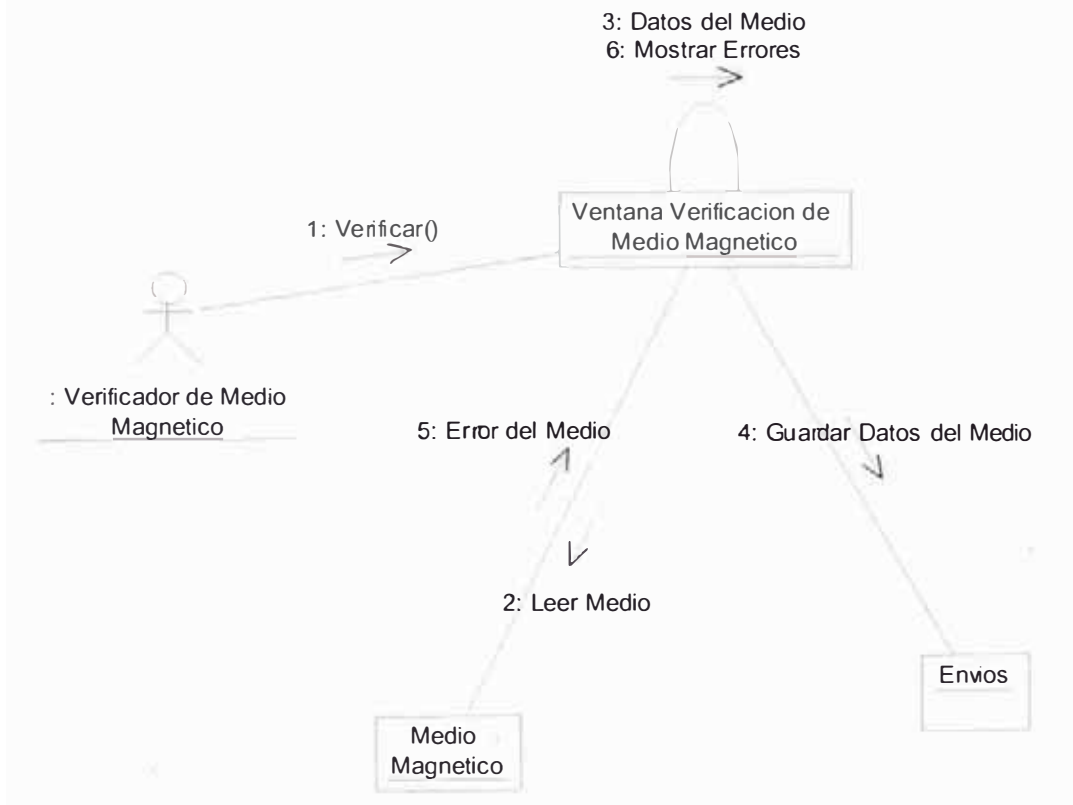 3: Datos del Medio
6: Mostrar Errores
Ventana Verificacion de
Medio Magnetico
1: Verificar()
: Verificador de Medio
Magnetico
5: Error del Medio
4: Guardar Datos del Medio
2: Leer Medio
Envios
Medio
Magnetico